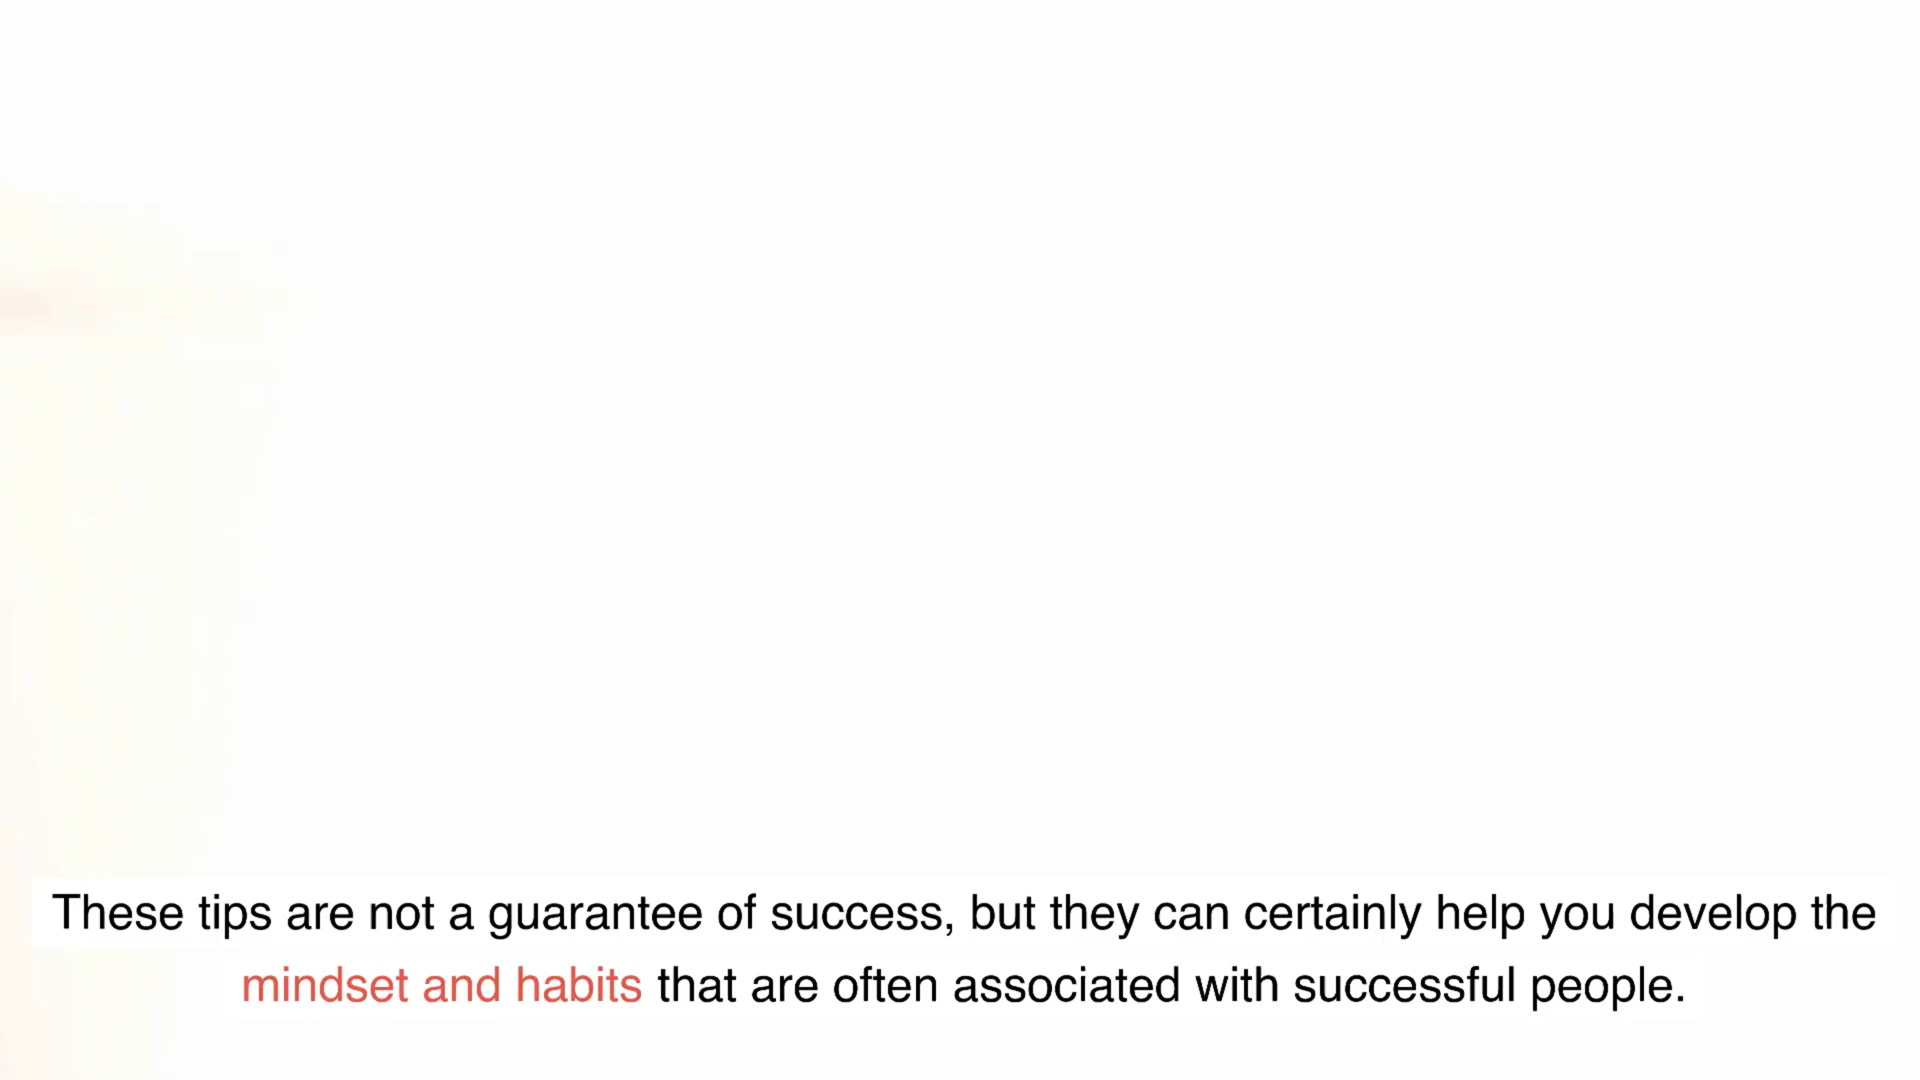 These tips are not a guarantee of success, but they can certainly help you develop the
mindset and habits that are often associated with successful people.